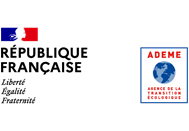 RÉPUBLIQUE
FRANÇAISE
Liberté
Égalité
Fraternité
ADEME
AGENCE DE LA
TRANSITION
ÉCOLOGIQUE